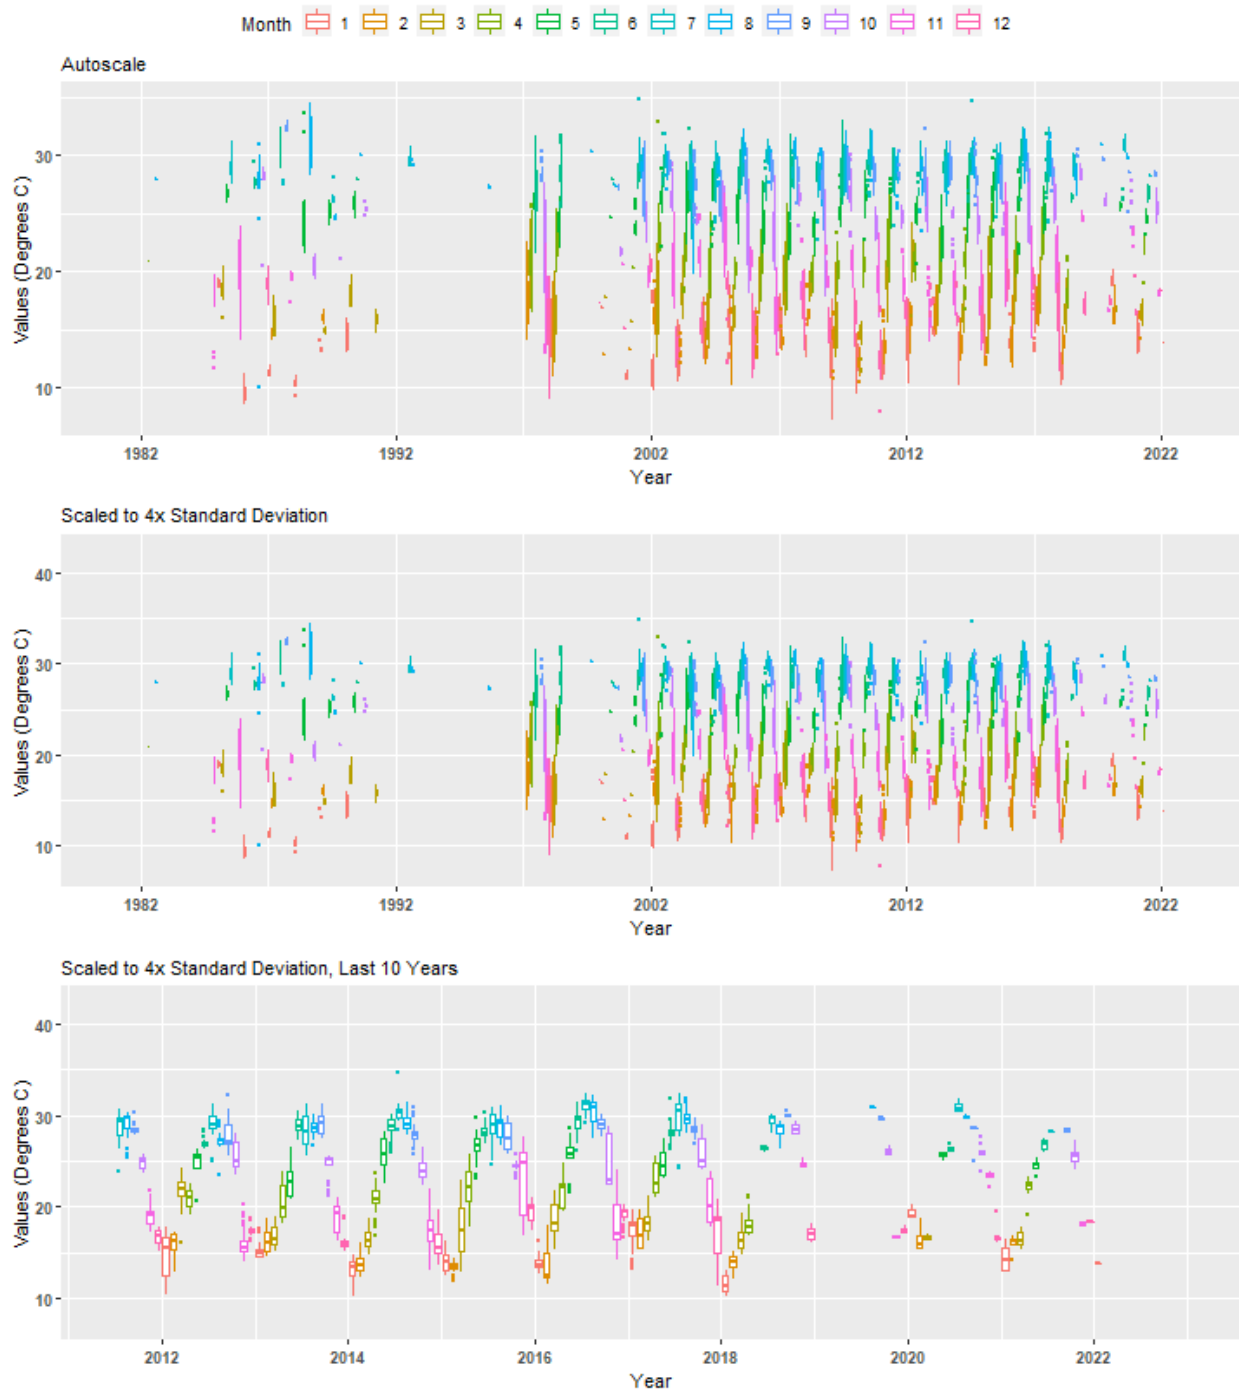 Month 1 2 3 4 5 6 7 8 9 10 11 12
Autoscale
Values (Degrees C)
30
20
10
1982 1992 2002 2012 2022
Year
Scaled to 4x Standard Deviation
Values (Degrees C)
40
30
20
10
1982 1992 2002 2012 2022
Year
Scaled to 4x Standard Deviation, Last 10 Years
Values (Degrees C)
40
30
20
10
2012 2014 2016 2018 2020 2022
Year